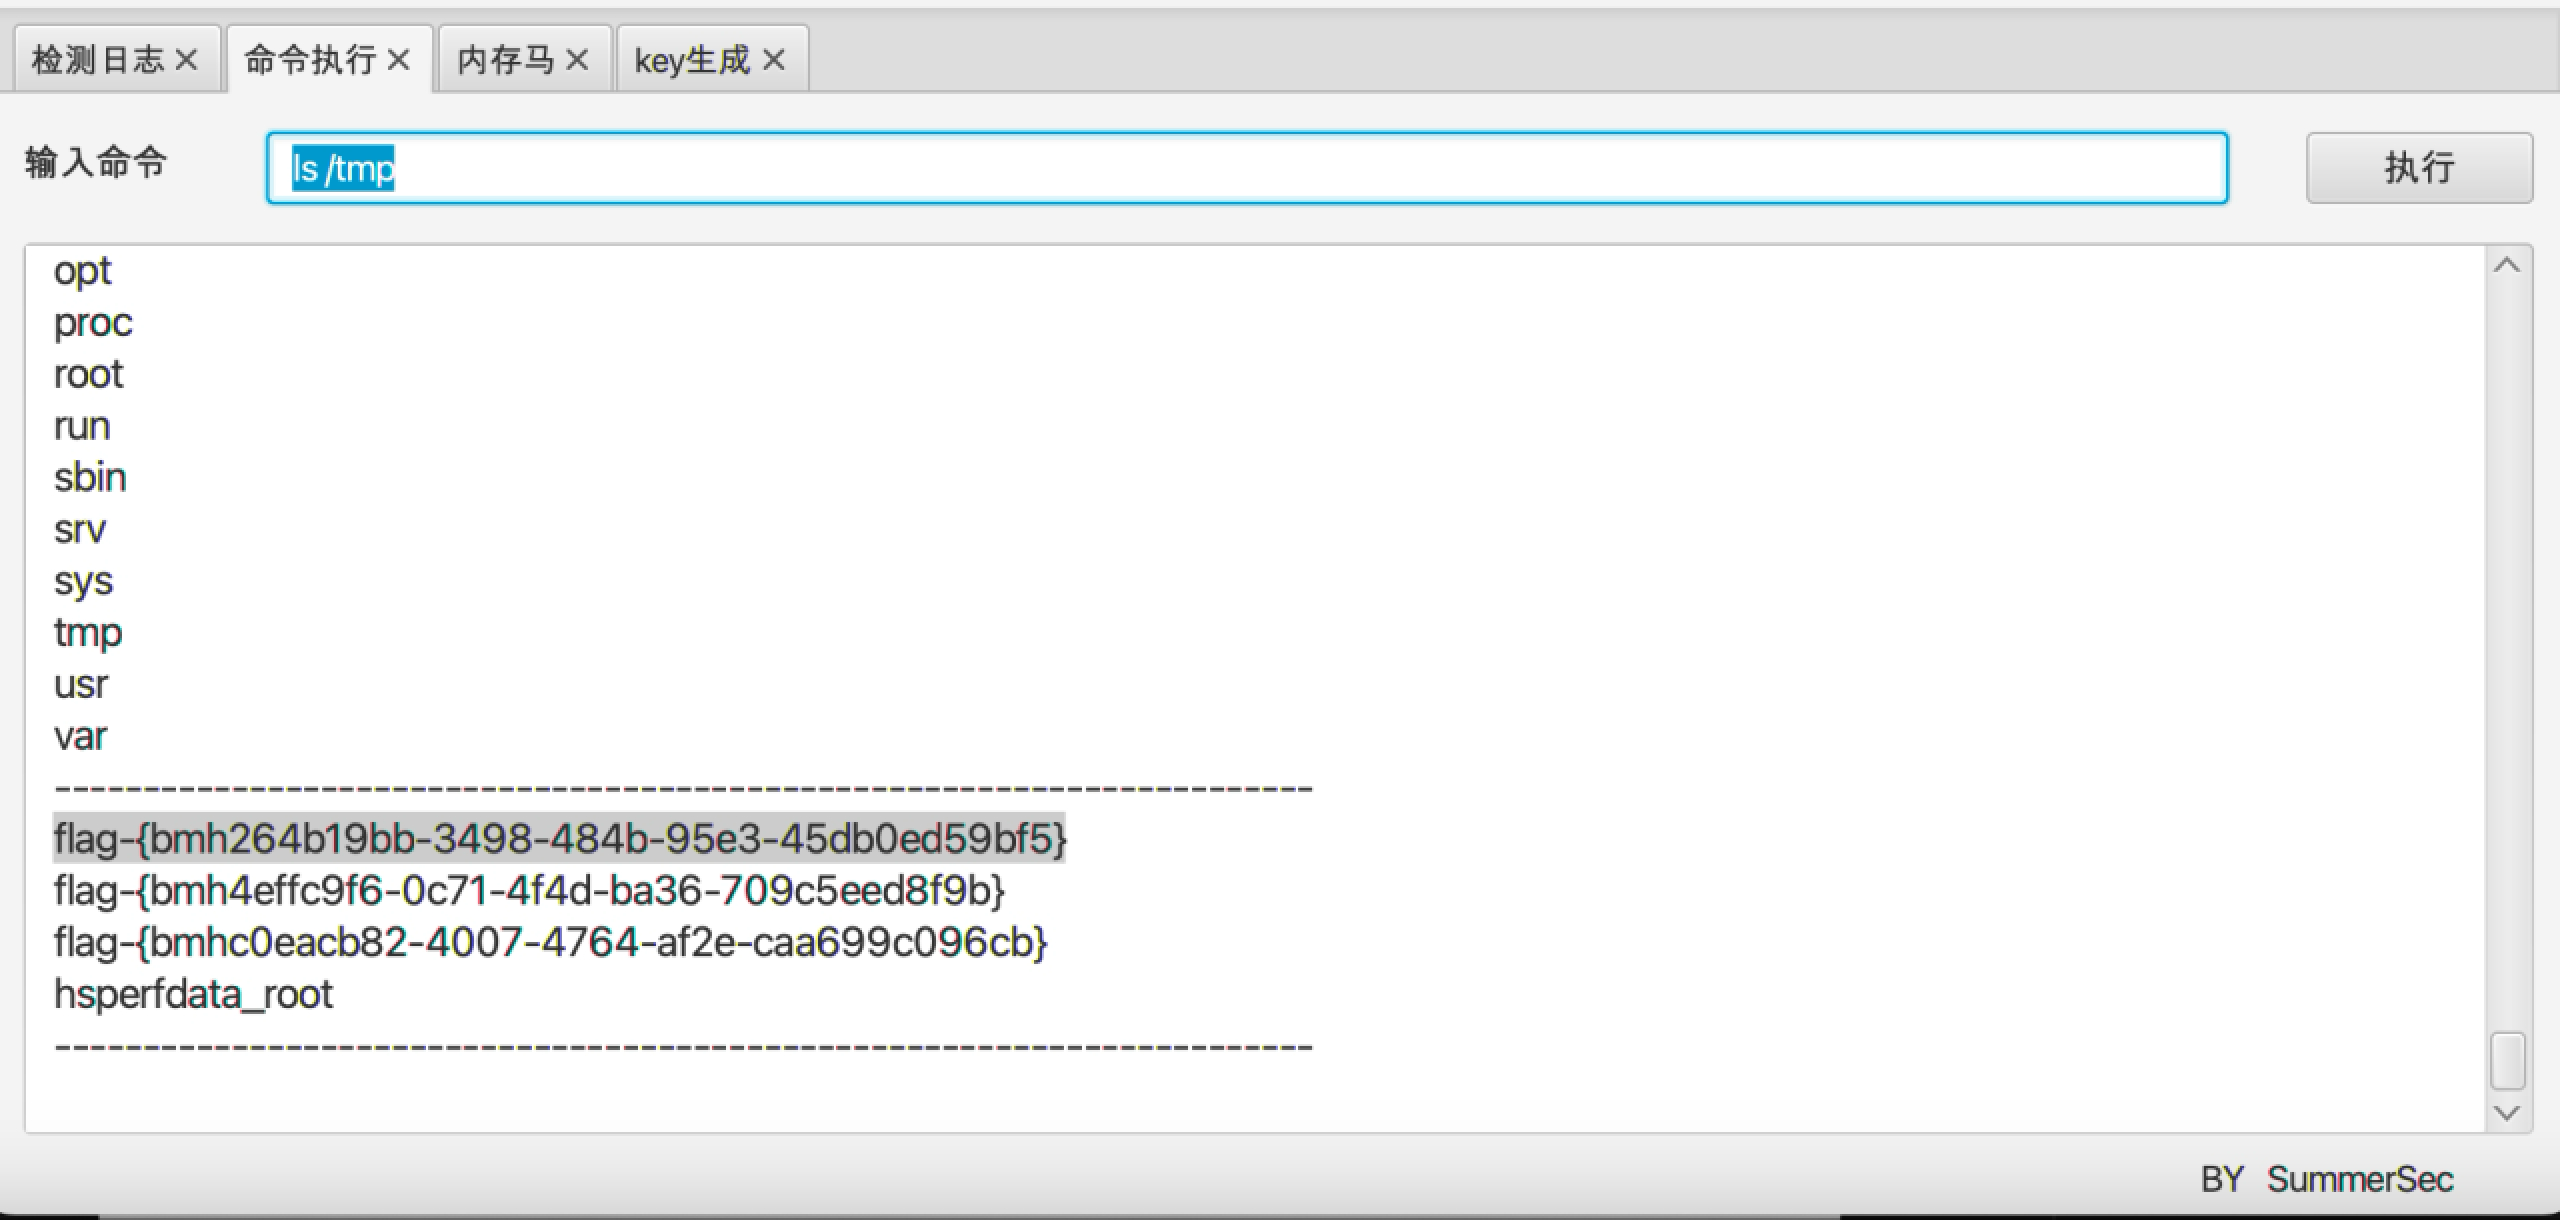 检测日志 命令执行 内存马 key生成
输入命令 ls /tmp 执行
opt
proc
root
run
sbin
srv
sys
tmp
usr
var
-----------------------------------------------------------------------
flag-{bmh264b19bb-3498-484b-95e3-45db0ed59bf5}
flag-{bmh4effc9f6-0c71-4f4d-ba36-709c5eed8f9b}
flag-{bmhc0eacb82-4007-4764-af2e-caa699c096cb}
hsperfdata_root
-----------------------------------------------------------------------
BY SummerSec